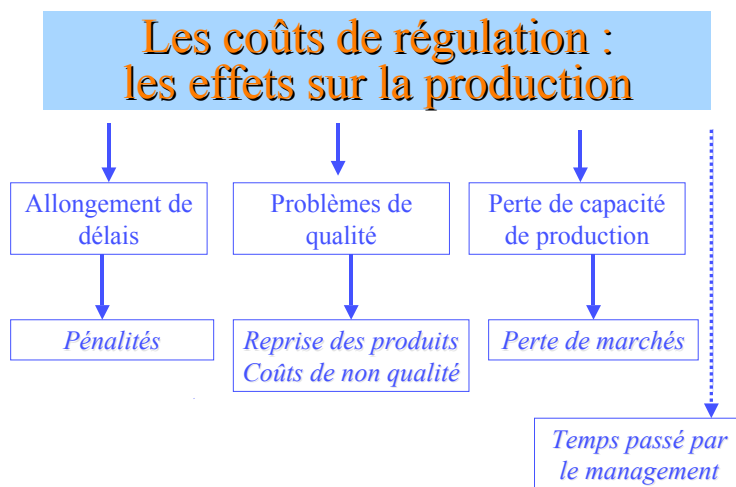 Les coûts de régulation :
les effets sur la production
Allongement de
délais
Problèmes de
qualité
Perte de capacité
de production
Pénalités
Reprise des produits
Coûts de non qualité
Perte de marchés
Temps passé par
le management